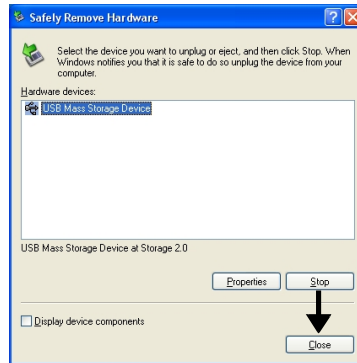 Safely Remove Hardware
Select the device you want to unplug or eject, and then click Stop. When
Windows notifies you that it is safe to do so unplug the device from your
computer.
Hardware devices:
USB Mass Storage Device
USB Mass Storage Device at Storage 2.0
Properties
Stop
Display device components
Close